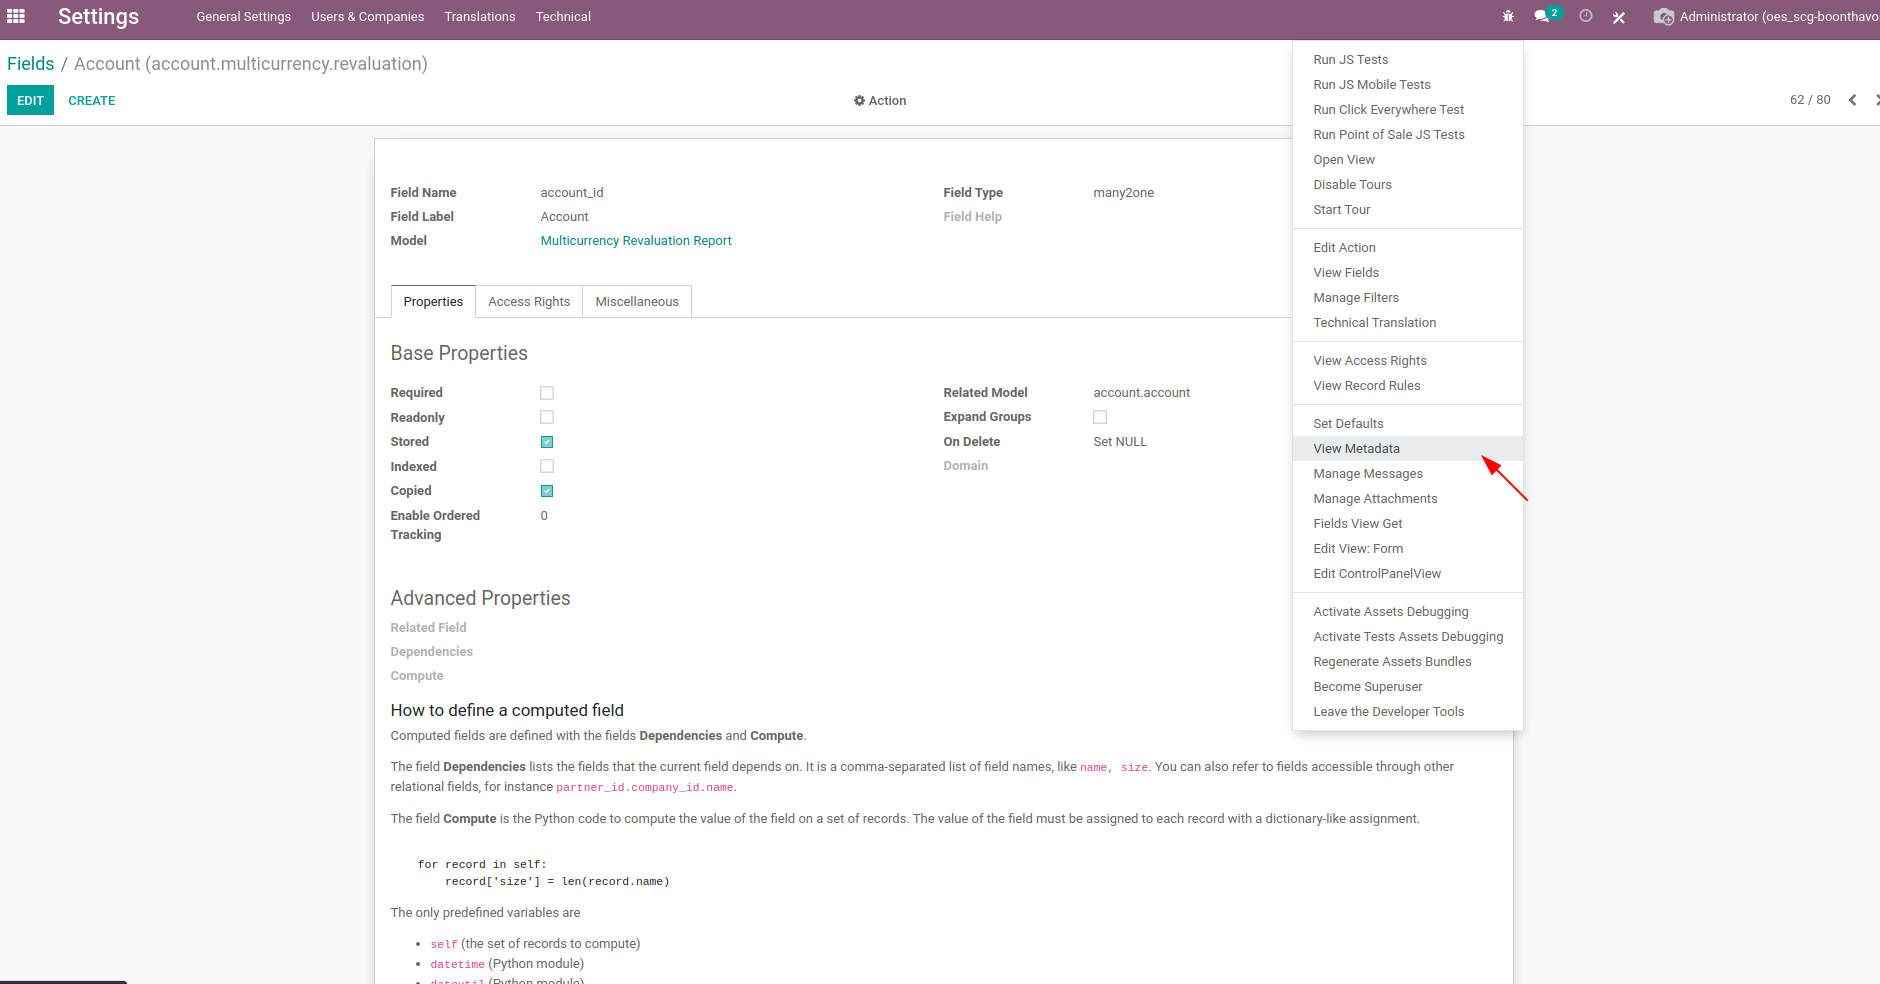 Settings General Settings Users & Companies Translations Technical 2 Administrator (oes_scg-boonthavo
Fields / Account (account.multicurrency.revaluation)
EDIT CREATE Action 62 / 80
Run JS Tests
Run JS Mobile Tests
Run Click Everywhere Test
Run Point of Sale JS Tests
Open View
Disable Tours
Start Tour
Edit Action
View Fields
Manage Filters
Technical Translation
View Access Rights
View Record Rules
Set Defaults
View Metadata
Manage Messages
Manage Attachments
Fields View Get
Edit View: Form
Edit ControlPanelView
Activate Assets Debugging
Activate Tests Assets Debugging
Regenerate Assets Bundles
Become Superuser
Leave the Developer Tools
Field Name account_id Field Type many2one
Field Label Account Field Help
Model Multicurrency Revaluation Report
Properties Access Rights Miscellaneous
Base Properties
Required Related Model account.account
Readonly Expand Groups
Stored On Delete Set NULL
Indexed Domain
Copied
Enable Ordered 0
Tracking
Advanced Properties
Related Field
Dependencies
Compute
How to define a computed field
Computed fields are defined with the fields Dependencies and Compute.
The field Dependencies lists the fields that the current field depends on. It is a comma-separated list of field names, like name, size. You can also refer to fields accessible through other
relational fields, for instance partner_id.company_id.name.
The field Compute is the Python code to compute the value of the field on a set of records. The value of the field must be assigned to each record with a dictionary-like assignment.
for record in self:
record['size'] = len(record.name)
The only predefined variables are
self (the set of records to compute)
datetime (Python module)
dateutil (Python module)